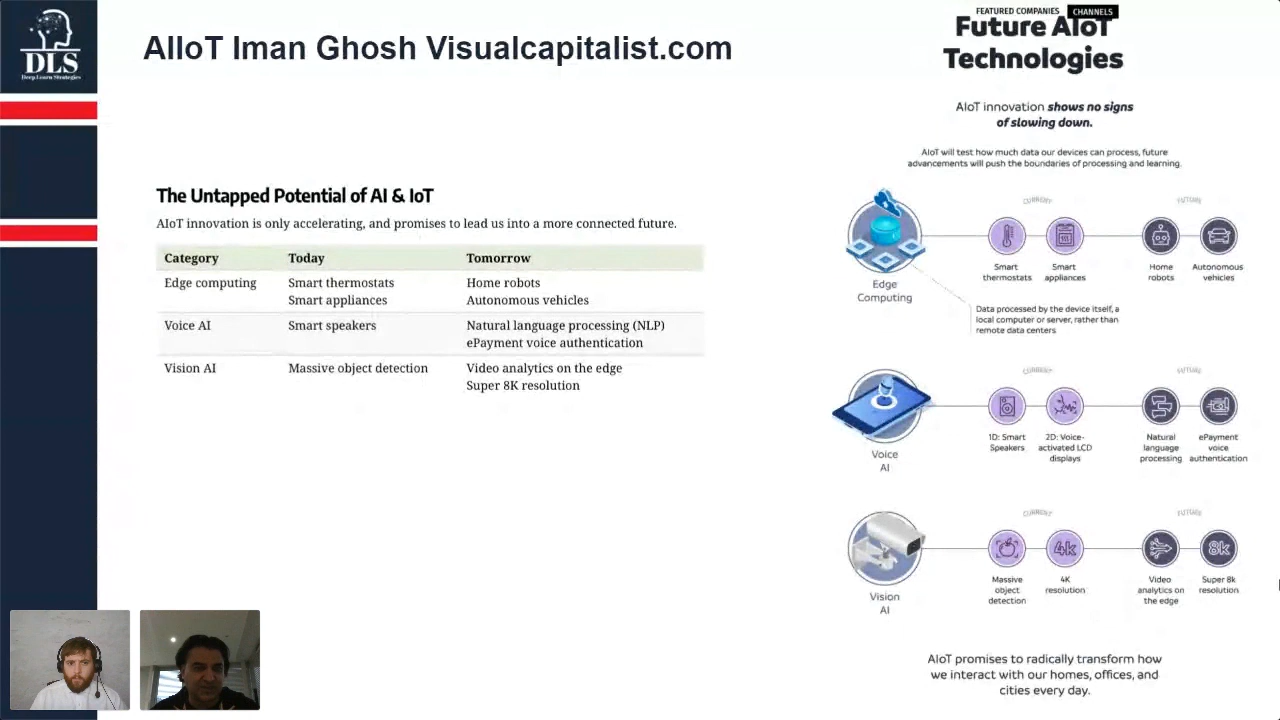 DLS
Deep Learn Strategies
AIIoT Iman Ghosh Visualcapitalist.com
The Untapped Potential of AI & IoT
AIoT innovation is only accelerating, and promises to lead us into a more connected future.
Category Today Tomorrow
Edge computing Smart thermostats Home robots
Smart appliances Autonomous vehicles
Voice AI Smart speakers Natural language processing (NLP)
ePayment voice authentication
Vision AI Massive object detection Video analytics on the edge
Super 8K resolution
FEATURED COMPANIES CHANNELS
Future AIoT
Technologies
AIoT innovation shows no signs
of slowing down.
AIoT will test how much data our devices can process, future
advancements will push the boundaries of processing and learning.
CURRENT FUTURE
Smart Smart Home Autonomous
thermostats appliances robots vehicles
Edge
Computing
Data processed by the device itself, a
local computer or server, rather than
remote data centers
CURRENT FUTURE
1D: Smart 2D: Voice- Natural ePayment
Speakers activated LCD language voice
displays processing authentication
Voice
AI
CURRENT FUTURE
4k 8k
Massive 4K Video Super 8k
object resolution analytics on resolution
detection the edge
Vision
AI
AIoT promises to radically transform how
we interact with our homes, offices, and
cities every day.